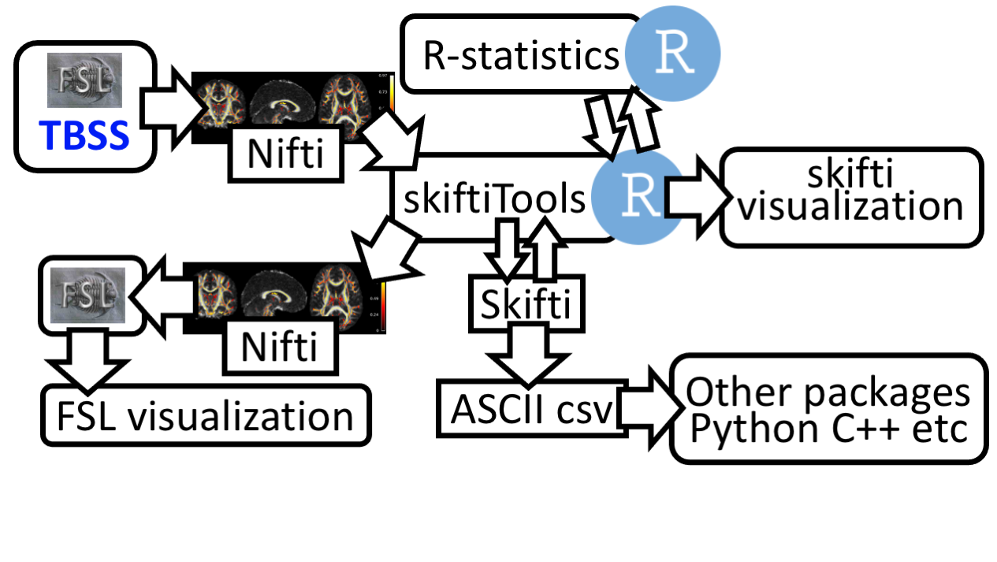 FSL
TBSS
Nifti
R-statistics
R
skiftiTools
R
skifti
visualization
FSL
Nifti
FSL visualization
Skifti
ASCII csv
Other packages
Python C++ etc